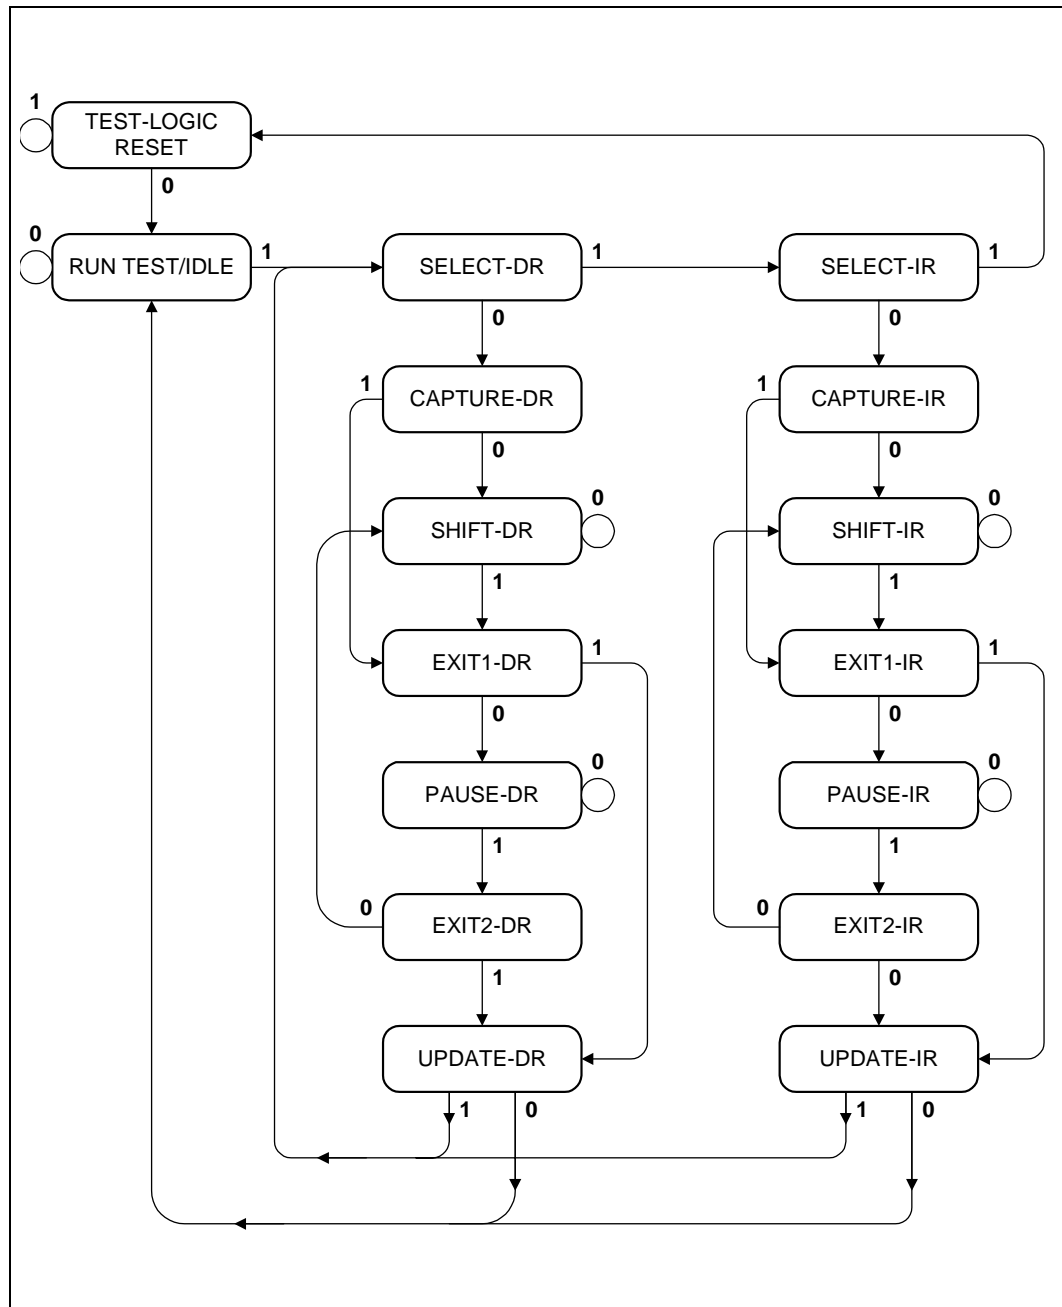 1
TEST-LOGIC
RESET
0
0
RUN TEST/IDLE
1
SELECT-DR
1
SELECT-IR
1
0
0
1
CAPTURE-DR
1
CAPTURE-IR
0
0
SHIFT-DR
0
SHIFT-IR
0
1
1
EXIT1-DR
1
EXIT1-IR
1
0
0
PAUSE-DR
0
PAUSE-IR
0
1
1
0
EXIT2-DR
0
EXIT2-IR
1
0
UPDATE-DR
UPDATE-IR
1
0
1
0